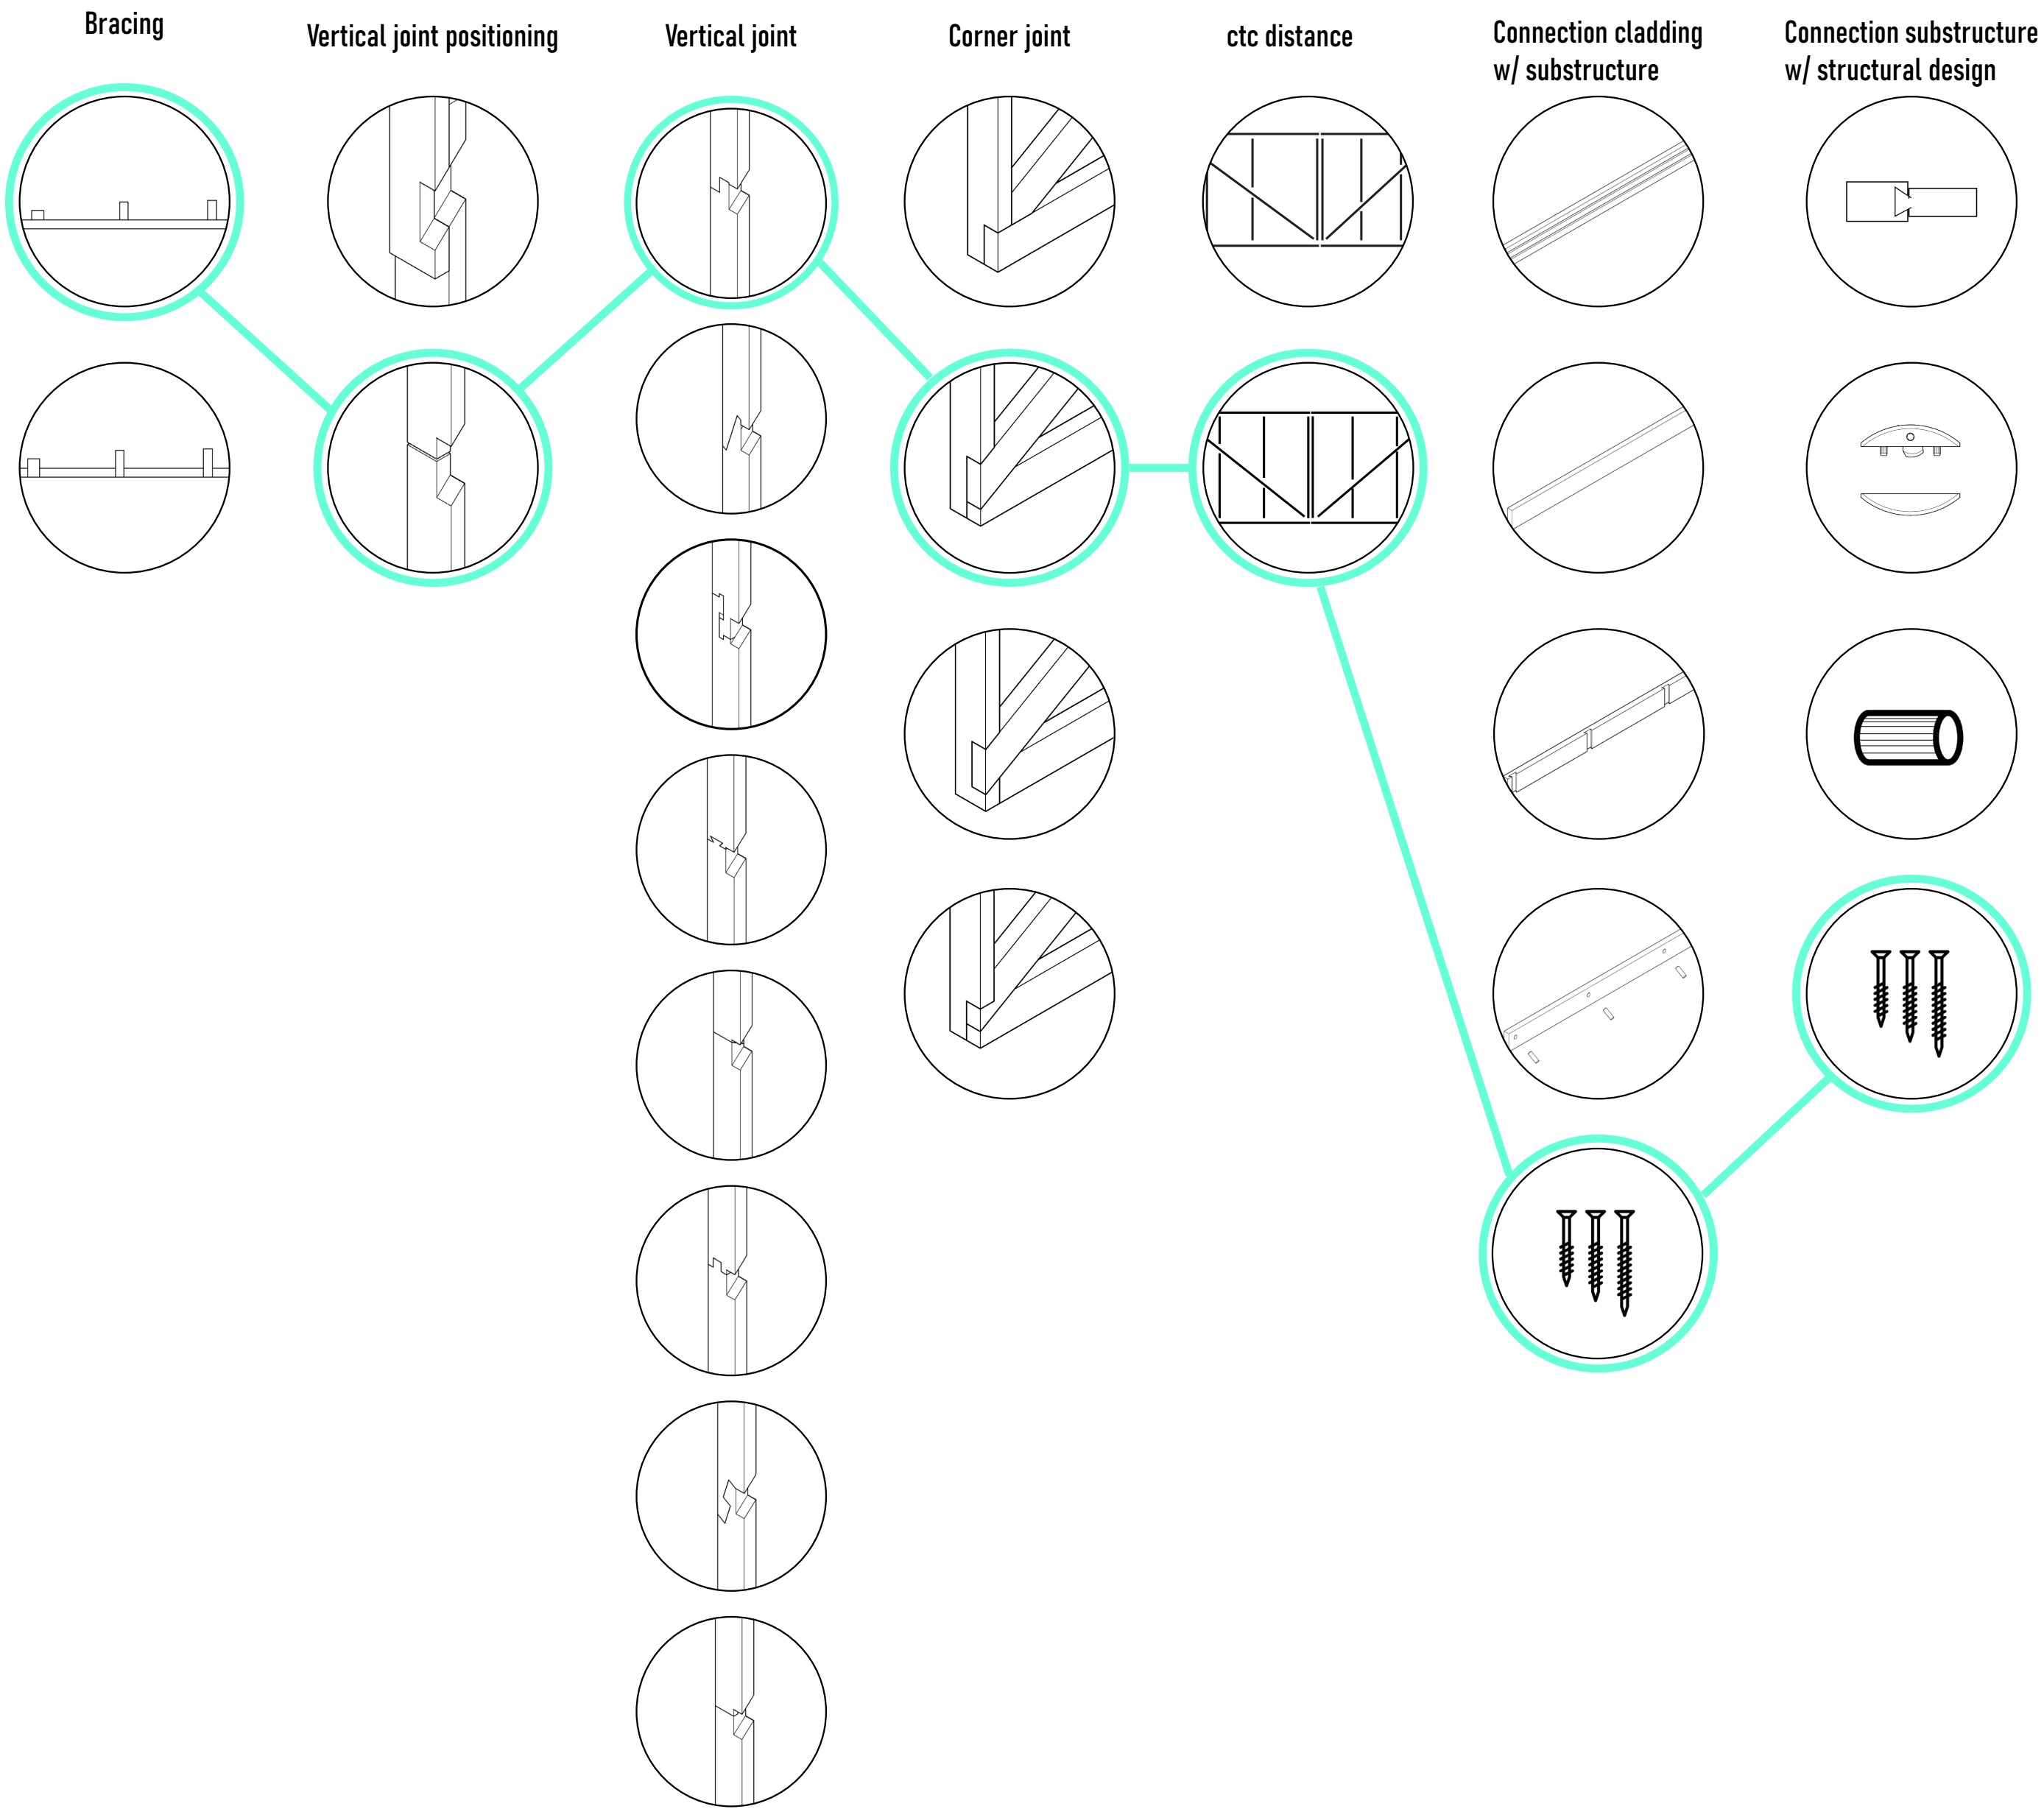 Bracing
Vertical joint positioning
Vertical joint
Corner joint
ctc distance
Connection cladding
w/ substructure
Connection substructure
w/ structural design